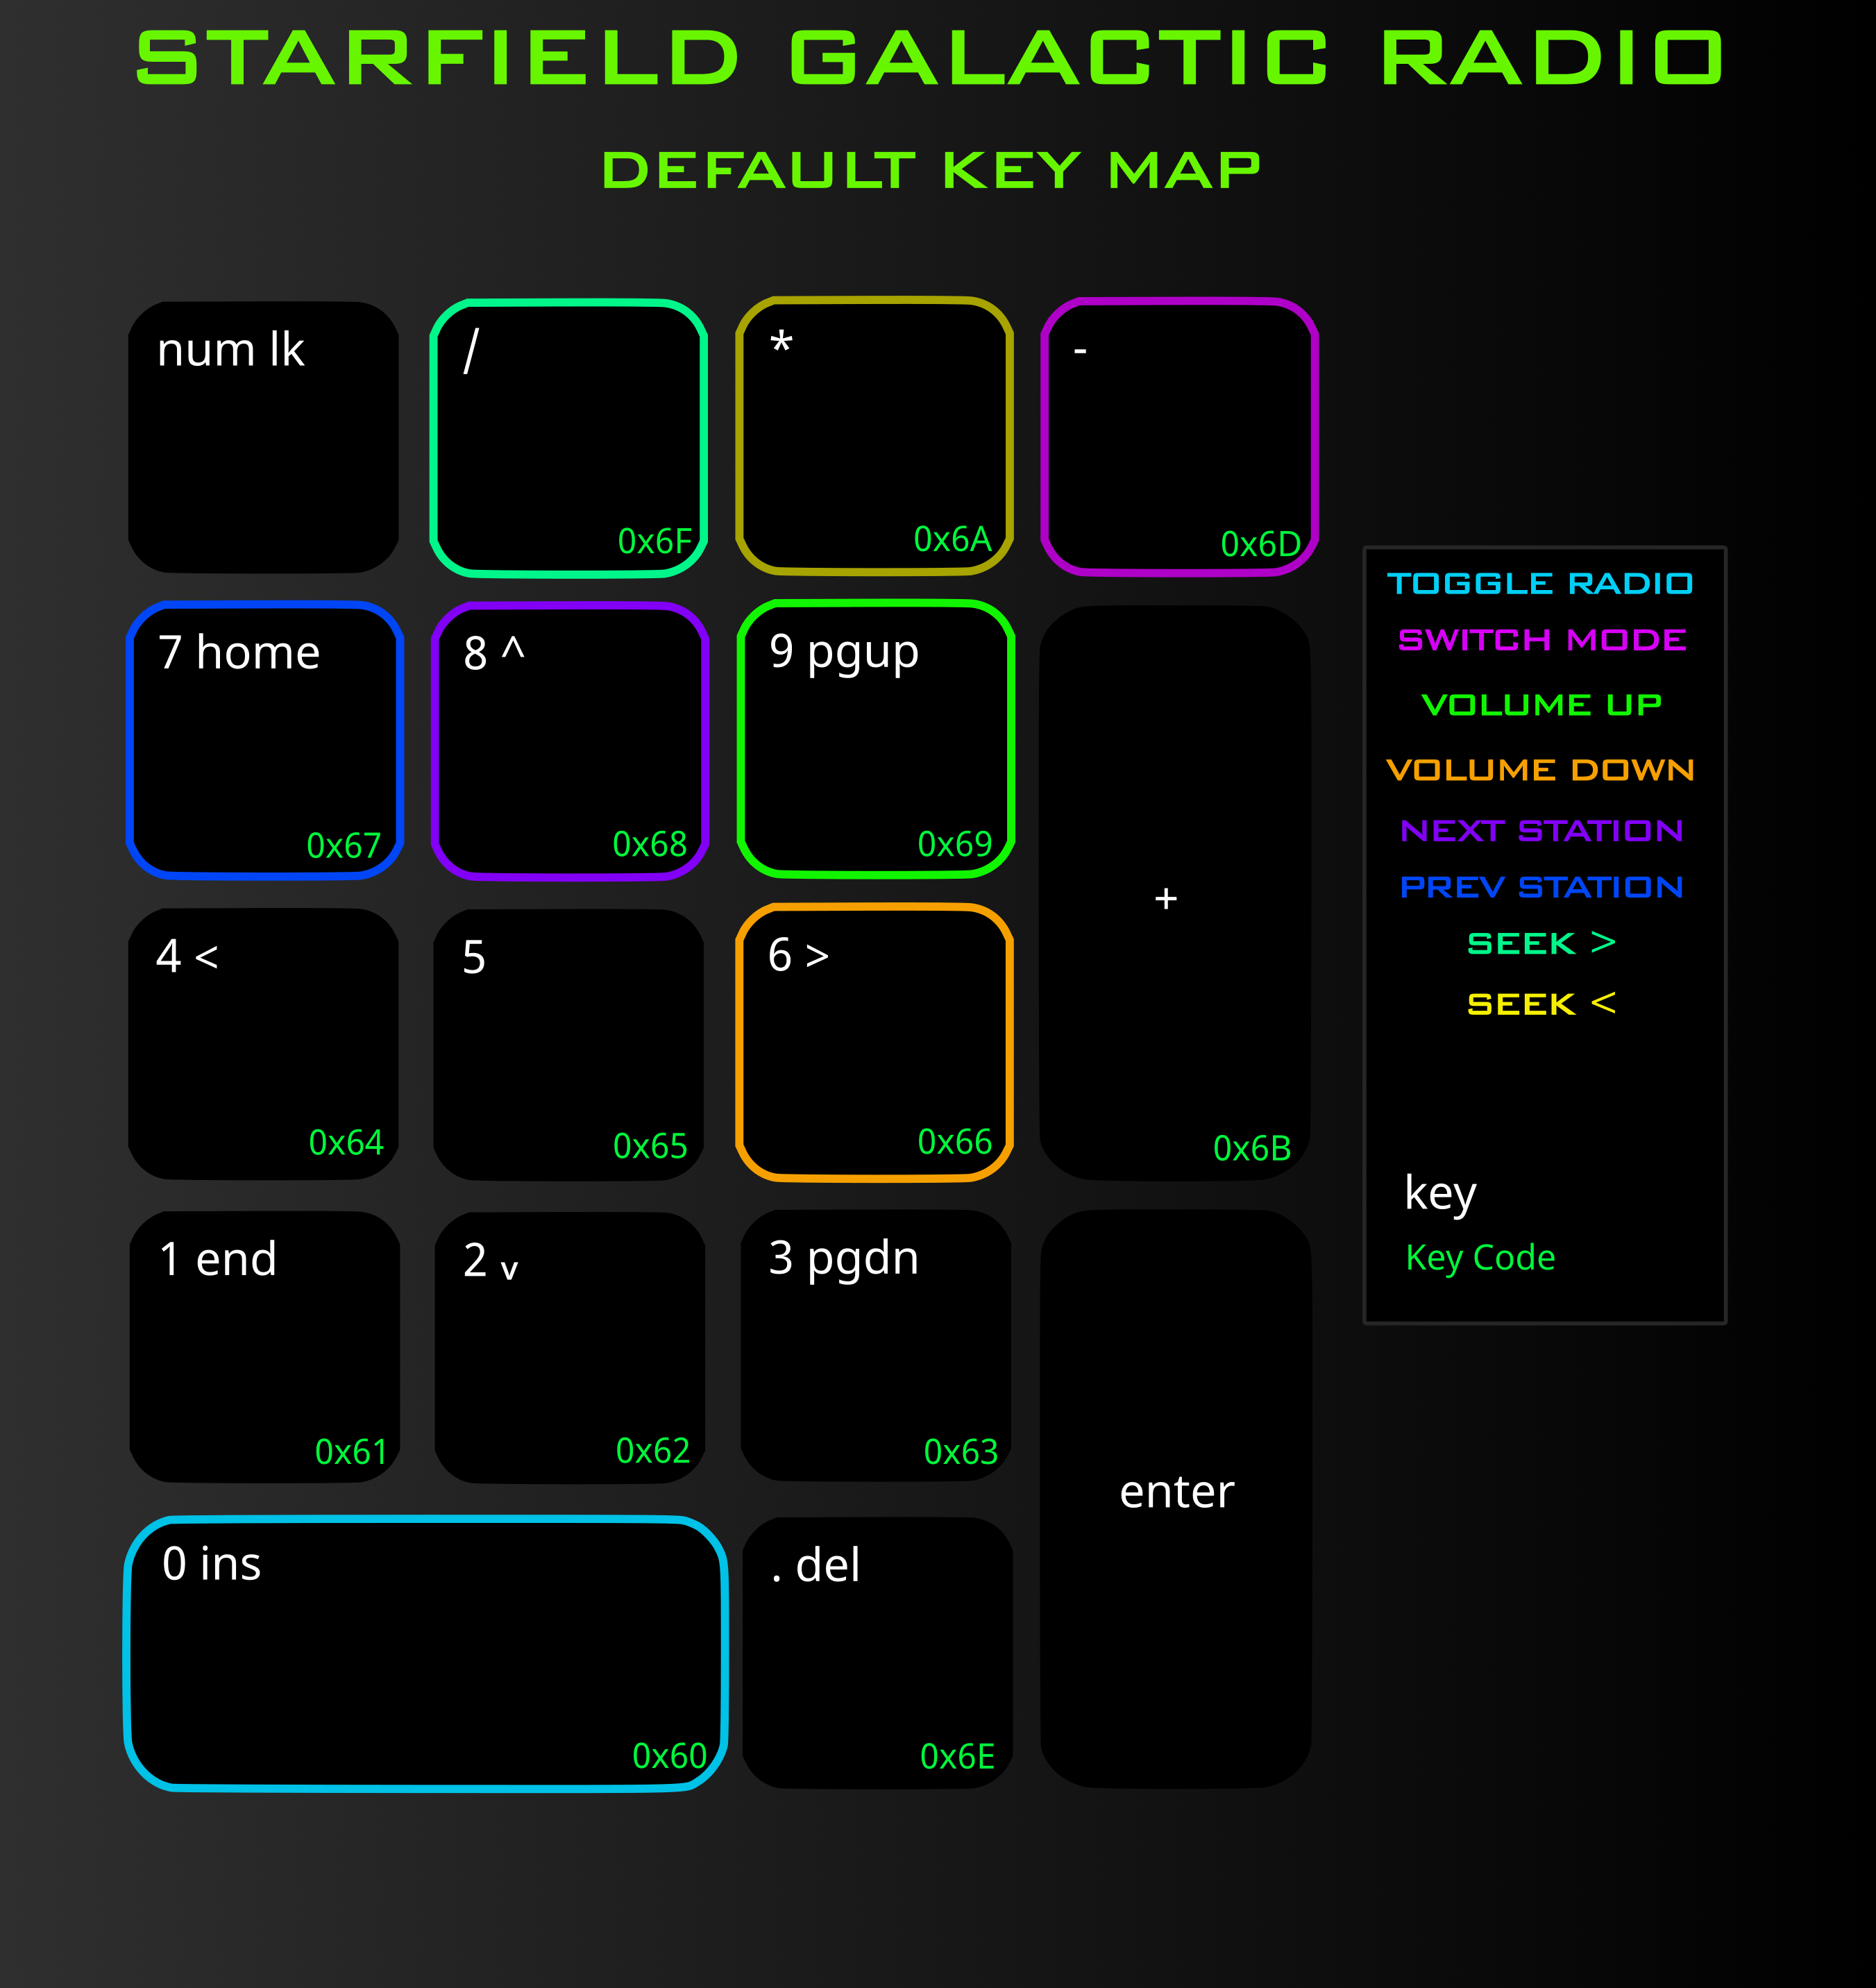 STARFIELD GALACTIC RADIO
DEFAULT KEY MAP
num lk
/
0x6F
*
0x6A
-
0x6D
7 home
0x67
8 ^
0x68
9 pgup
0x69
+
0x6B
4 <
0x64
5
0x65
6 >
0x66
1 end
0x61
2 v
0x62
3 pgdn
0x63
enter
0 ins
0x60
. del
0x6E
TOGGLE RADIO
SWITCH MODE
VOLUME UP
VOLUME DOWN
NEXT STATION
PREV STATION
SEEK >
SEEK <
key
Key Code